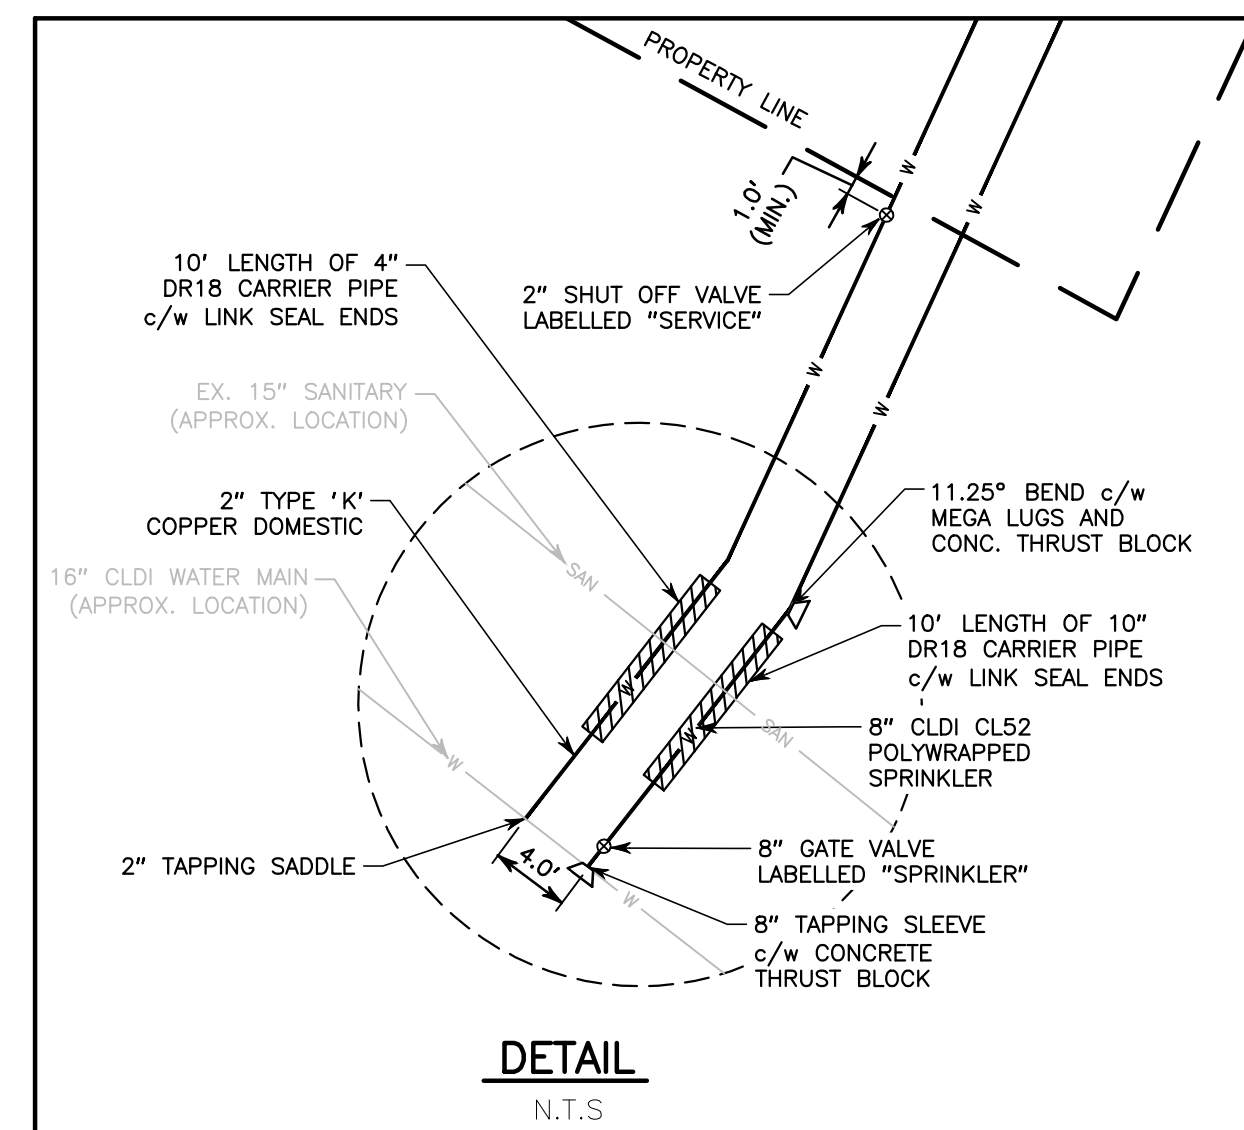 PROPERTY LINE
W
W
1.0'
(MIN.)
10' LENGTH OF 4"
DR18 CARRIER PIPE
c/w LINK SEAL ENDS
2" SHUT OFF VALVE
LABELLED "SERVICE"
EX. 15" SANITARY
(APPROX. LOCATION)
W
W
2" TYPE 'K'
COPPER DOMESTIC
11.25° BEND c/w
MEGA LUGS AND
CONC. THRUST BLOCK
16" CLDI WATER MAIN
(APPROX. LOCATION)
SAN
10' LENGTH OF 10"
DR18 CARRIER PIPE
c/w LINK SEAL ENDS
W
W
SAN
8" CLDI CL52
POLYWRAPPED
SPRINKLER
W
2" TAPPING SADDLE
4.0'
8" GATE VALVE
LABELLED "SPRINKLER"
W
8" TAPPING SLEEVE
c/w CONCRETE
THRUST BLOCK
DETAIL
N.T.S